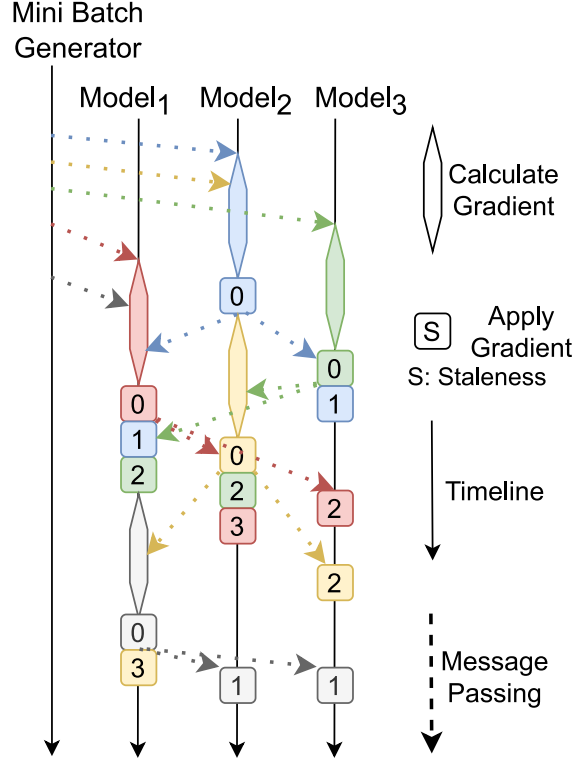 Mini Batch
Generator
Model1 Model2 Model3
Calculate
Gradient
0
S
Apply
Gradient
S: Staleness
0
1
0
1
2
0
2
3
Timeline
2
2
0
3
1
1
Message
Passing